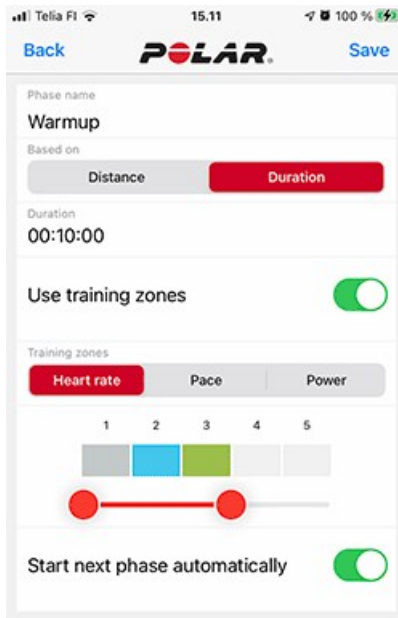 Telia FI 15.11 100 %
Back POLAR. Save
Phase name
Warmup
Based on
Distance Duration
Duration
00:10:00
Use training zones
Training zones
Heart rate Pace Power
1 2 3 4 5
Start next phase automatically